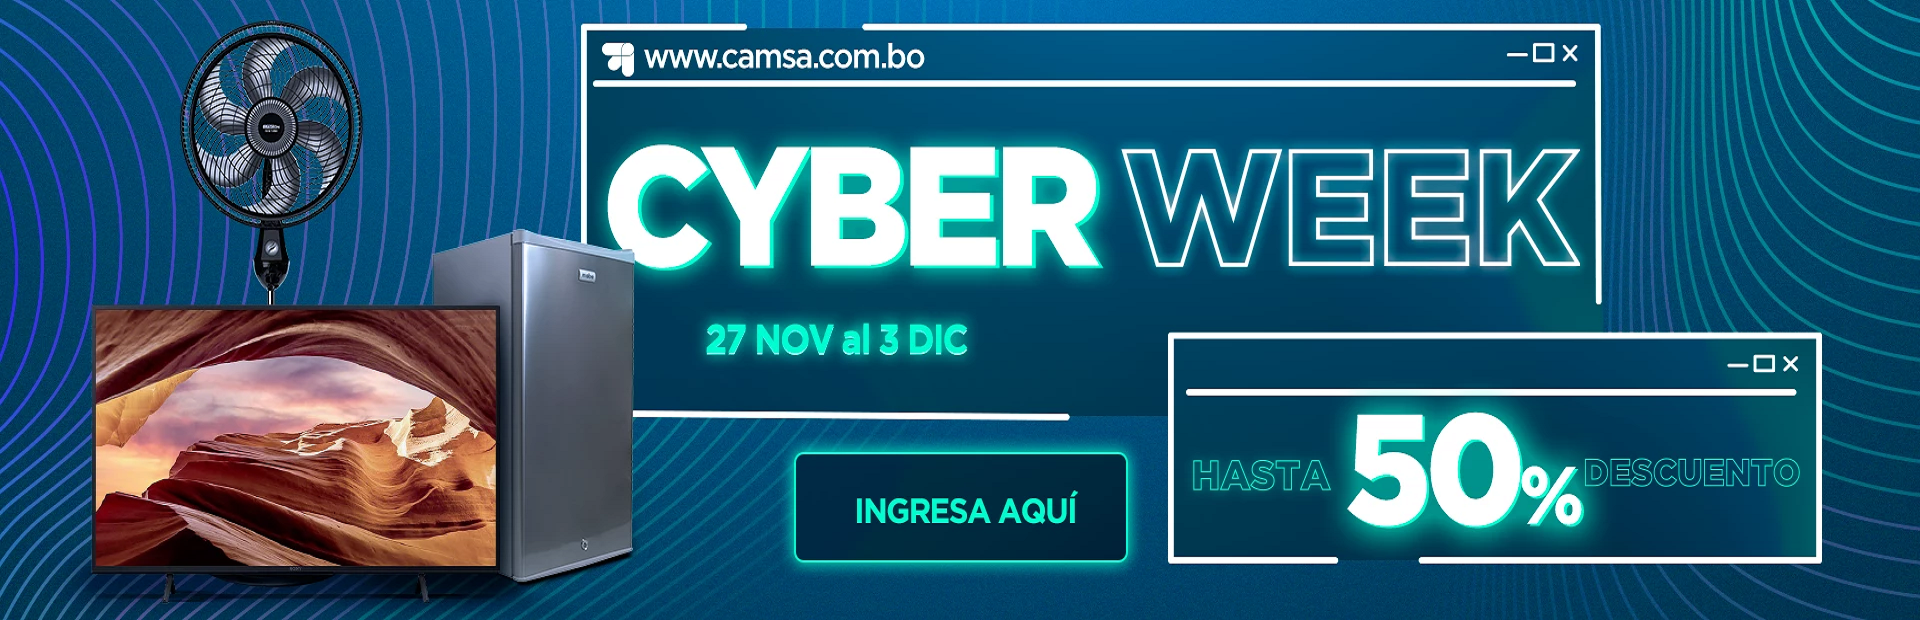 www.camsa.com.bo
CYBER WEEK
27 NOV al 3 DIC
INGRESA AQUÍ
HASTA 50% DESCUENTO